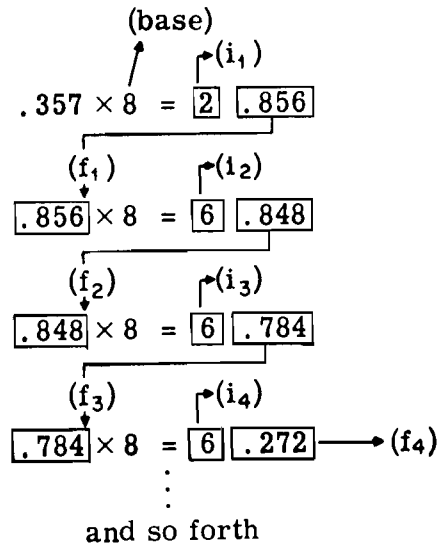 (base)
(i₁)
.357 × 8 = 2 .856
(f₁)
(i₂)
.856 × 8 = 6 .848
(f₂)
(i₃)
.848 × 8 = 6 .784
(f₃)
(i₄)
.784 × 8 = 6 .272 (f₄)
and so forth